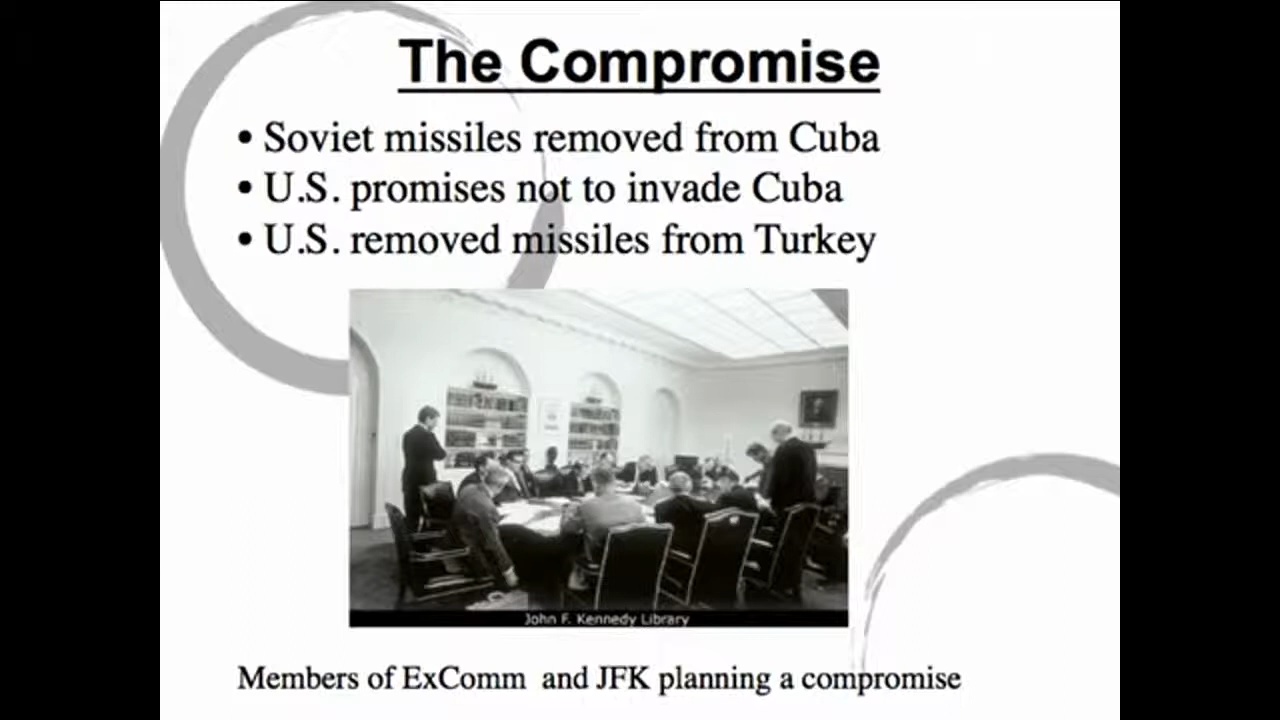 The Compromise
• Soviet missiles removed from Cuba
• U.S. promises not to invade Cuba
• U.S. removed missiles from Turkey
John F. Kennedy Library
Members of ExComm and JFK planning a compromise